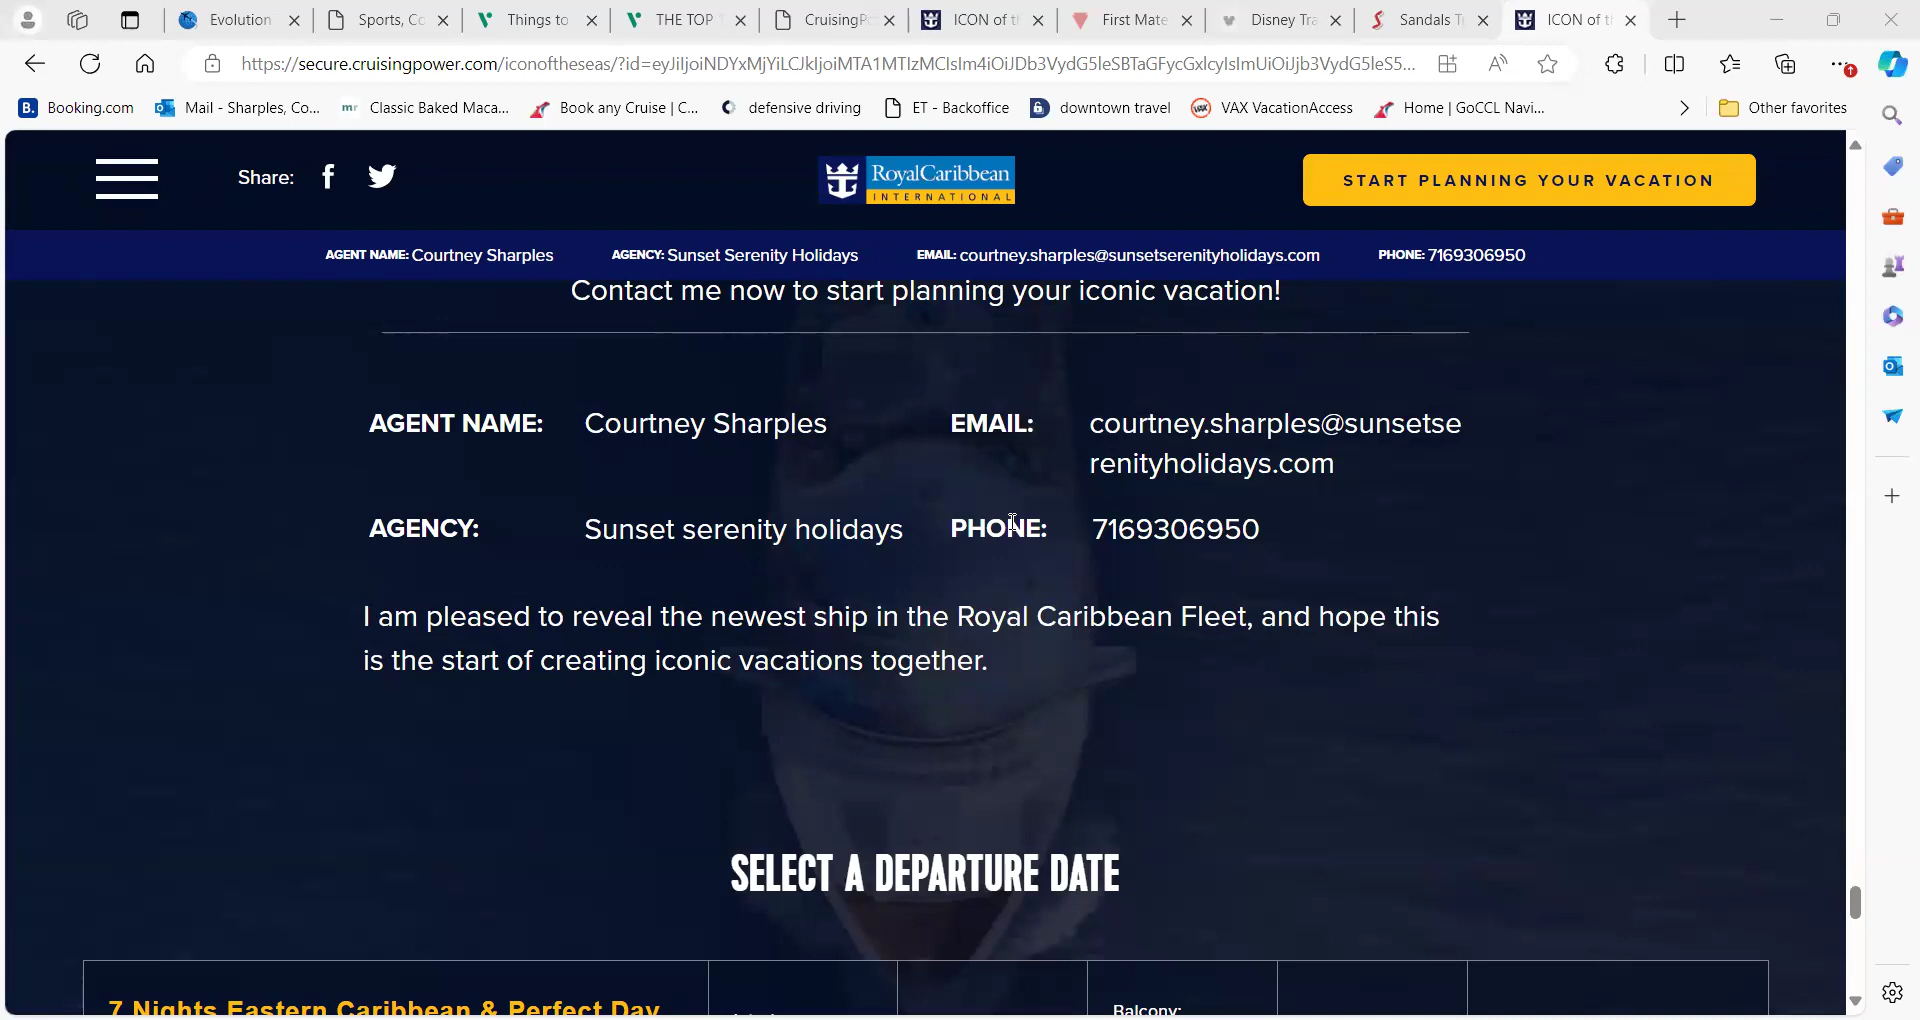 Evolution
Sports, Co
Things to
THE TOP
CruisingPo
ICON of t
First Mate
Disney Tra
Sandals T
ICON of t
https://secure.cruisingpower.com/iconoftheseas/?id=
Booking.com
Mail - Sharples, Co...
mr
Classic Baked Maca...
Book any Cruise | C...
defensive driving
ET - Backoffice
downtown travel
VAX VacationAccess
Home | GoCCL Navi...
Other favorites
Share:
RoyalCaribbean
INTERNATIONAL
START PLANNING YOUR VACATION
AGENT NAME: Courtney Sharples
AGENCY: Sunset Serenity Holidays
EMAIL: courtney.sharples@sunsetserenityholidays.com
PHONE: 7169306950
Contact me now to start planning your iconic vacation!
AGENT NAME: Courtney Sharples
EMAIL: courtney.sharples@sunsetse
renityholidays.com
AGENCY: Sunset serenity holidays
PHONE: 7169306950
I am pleased to reveal the newest ship in the Royal Caribbean Fleet, and hope this
is the start of creating iconic vacations together.
SELECT A DEPARTURE DATE
7 Nights Eastern Caribbean & Perfect Day
Balcony: